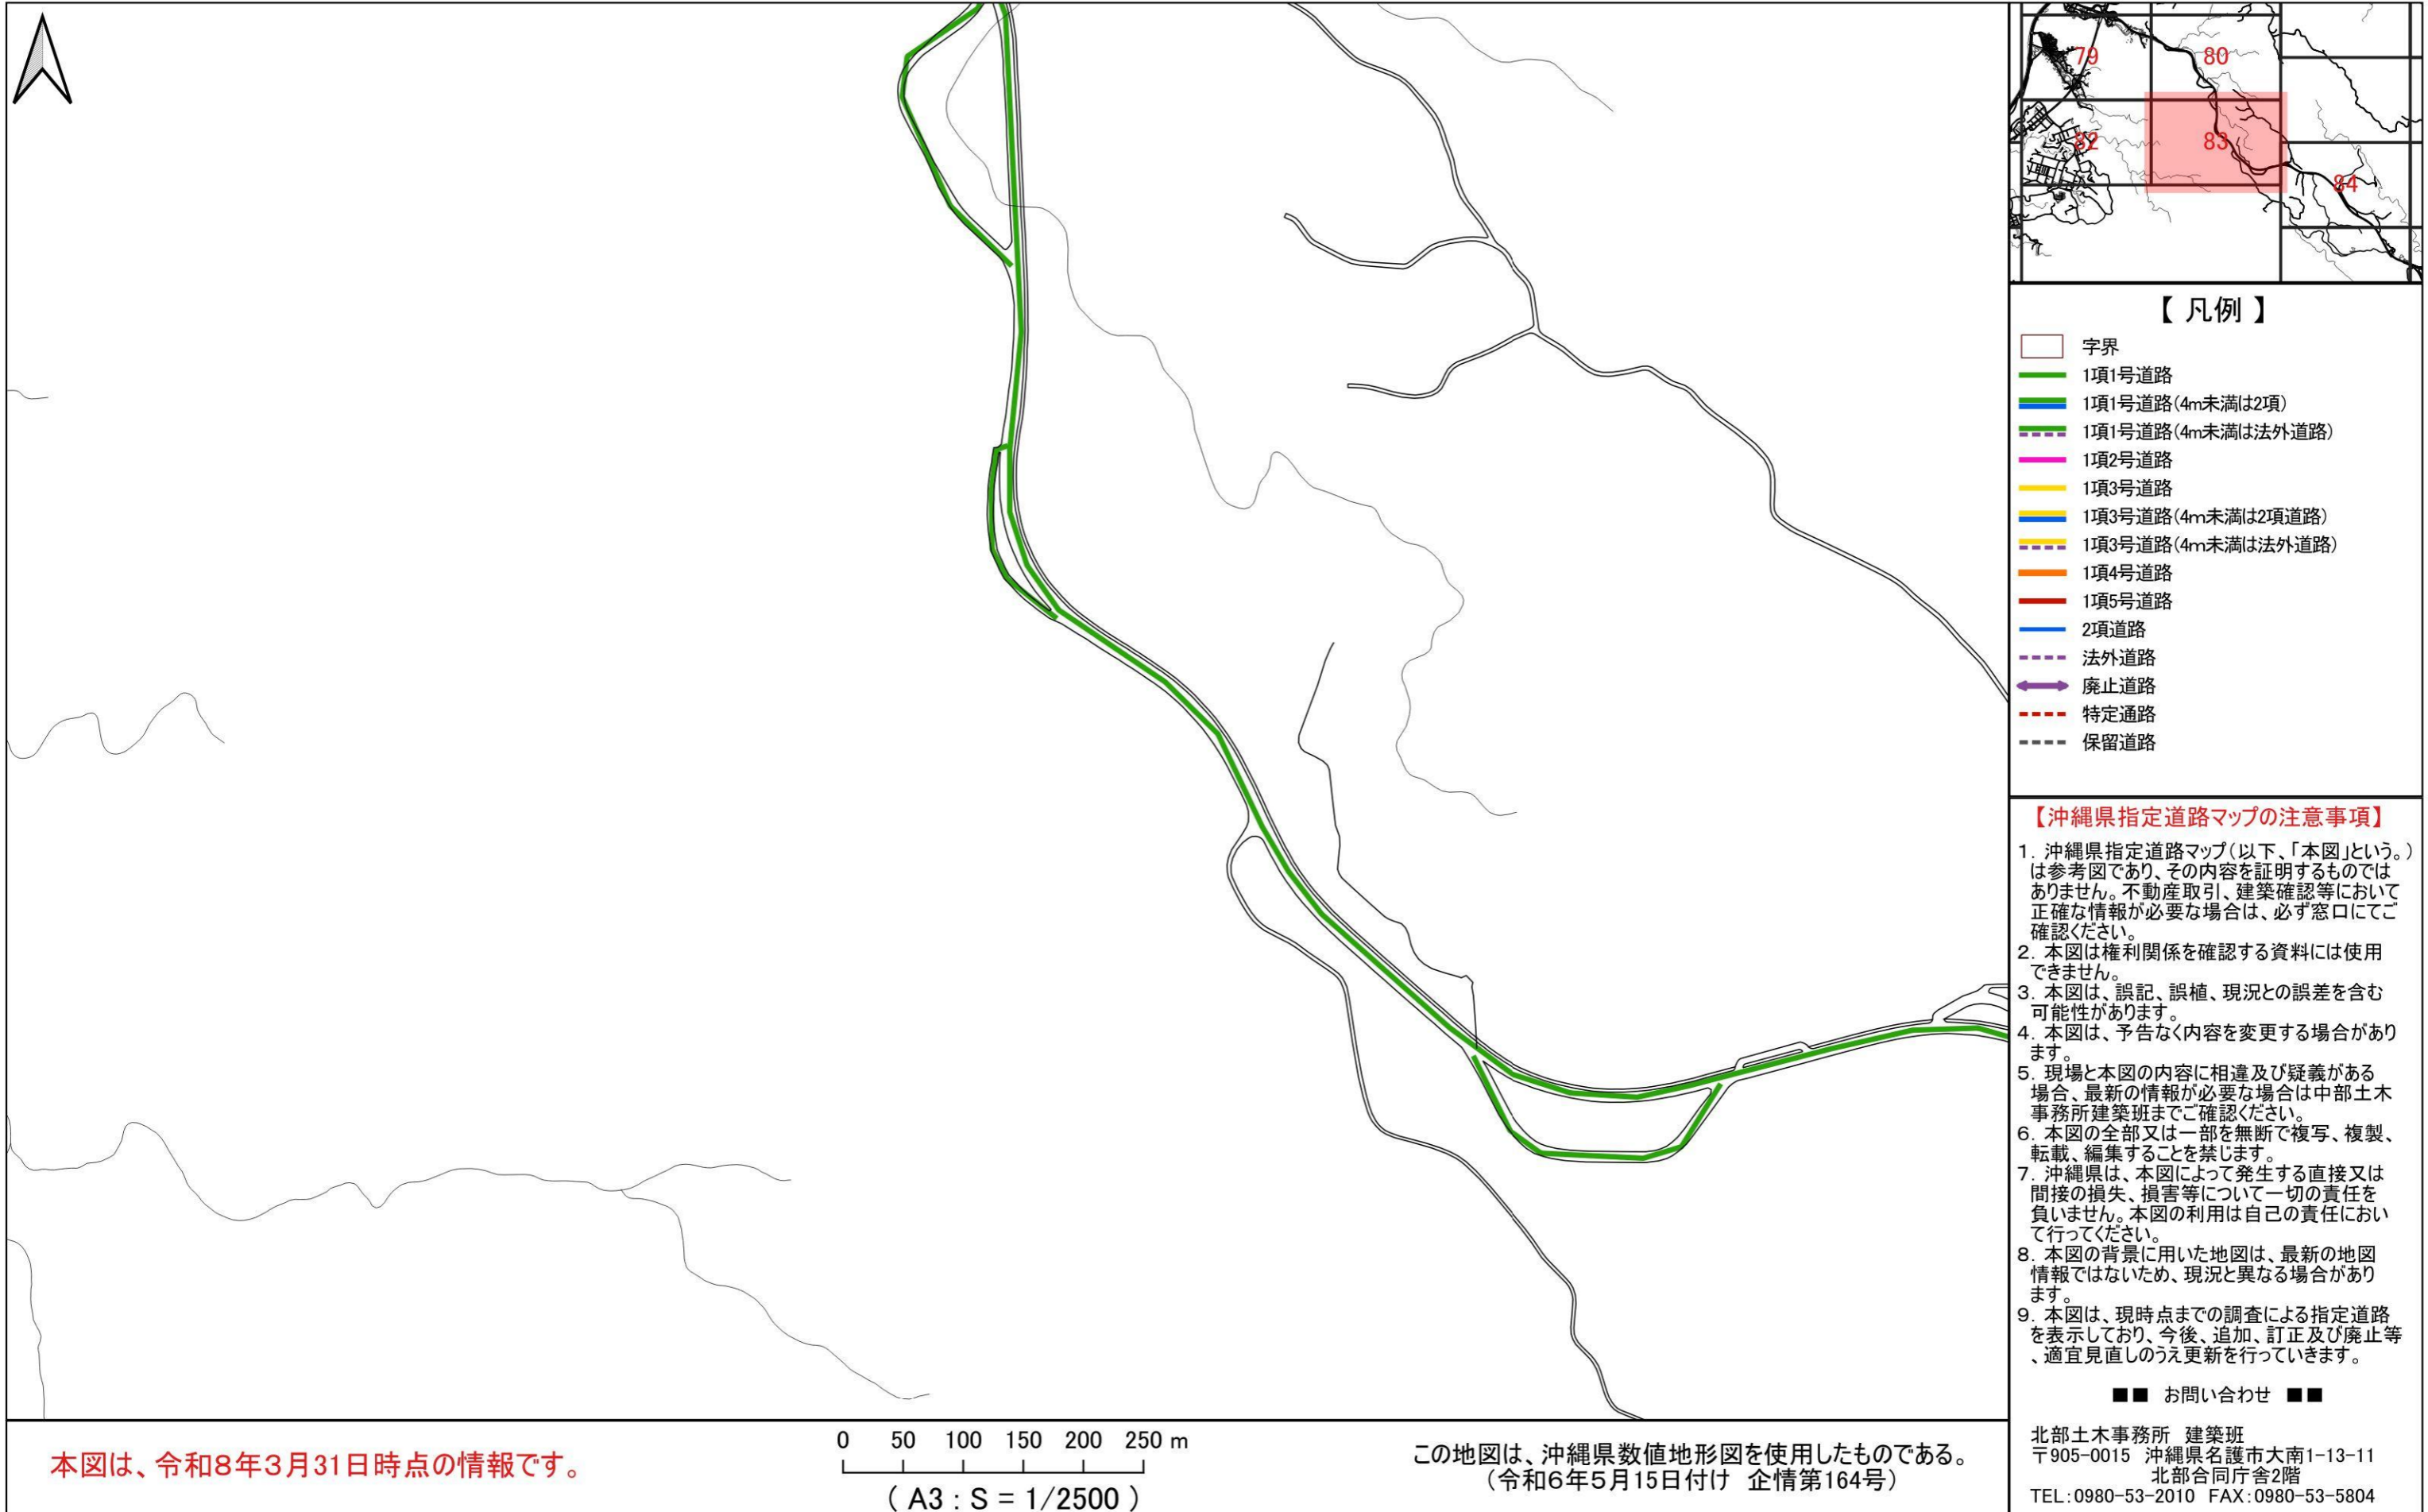 79
80
82
83
84
【 凡例 】
字界
1項1号道路
1項1号道路(4m未満は2項)
1項1号道路(4m未満は法外道路)
1項2号道路
1項3号道路
1項3号道路(4m未満は2項道路)
1項3号道路(4m未満は法外道路)
1項4号道路
1項5号道路
2項道路
法外道路
廃止道路
特定通路
保留道路
【沖縄県指定道路マップの注意事項】
1. 沖縄県指定道路マップ(以下、「本図」という。)
は参考図であり、その内容を証明するものでは
ありません。不動産取引、建築確認等において
正確な情報が必要な場合は、必ず窓口にてご
確認ください。
2. 本図は権利関係を確認する資料には使用
できません。
3. 本図は、誤記、誤植、現況との誤差を含む
可能性があります。
4. 本図は、予告なく内容を変更する場合があり
ます。
5. 現場と本図の内容に相違及び疑義がある
場合、最新の情報が必要な場合は中部土木
事務所建築班までご確認ください。
6. 本図の全部又は一部を無断で複写、複製、
転載、編集することを禁じます。
7. 沖縄県は、本図によって発生する直接又は
間接の損失、損害等について一切の責任を
負いません。本図の利用は自己の責任におい
て行ってください。
8. 本図の背景に用いた地図は、最新の地図
情報ではないため、現況と異なる場合があり
ます。
9. 本図は、現時点までの調査による指定道路
を表示しており、今後、追加、訂正及び廃止等
、適宜見直しのうえ更新を行っていきます。
■■ お問い合わせ ■■
北部土木事務所 建築班
〒905-0015 沖縄県名護市大南1-13-11
北部合同庁舎2階
TEL:0980-53-2010 FAX:0980-53-5804
本図は、令和8年3月31日時点の情報です。
0 50 100 150 200 250 m
( A3 : S = 1/2500 )
この地図は、沖縄県数値地形図を使用したものである。
(令和6年5月15日付け 企情第164号)